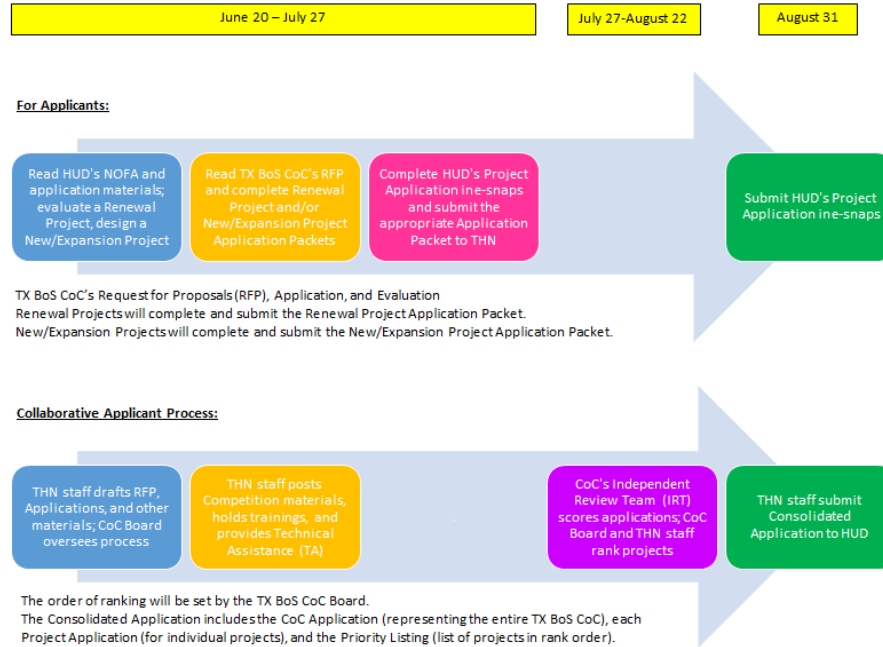 June 20 – July 27
July 27-August 22
August 31
For Applicants:
Read HUD's NOFA and
application materials;
evaluate a Renewal
Project, design a
New/Expansion Project
Read TX BoS CoC's RFP
and complete Renewal
Project and/or
New/Expansion Project
Application Packets
Complete HUD's Project
Application ine-snaps
and submit the
appropriate Application
Packet to THN
Submit HUD's Project
Application ine-snaps
TX BoS CoC's Request for Proposals (RFP), Application, and Evaluation
Renewal Projects will complete and submit the Renewal Project Application Packet.
New/Expansion Projects will complete and submit the New/Expansion Project Application Packet.
Collaborative Applicant Process:
THN staff drafts RFP,
Applications, and other
materials; CoC Board
oversees process
THN staff posts
Competition materials,
holds trainings, and
provides Technical
Assistance (TA)
CoC's Independent
Review Team (IRT)
scores applications; CoC
Board and THN staff
rank projects
THN staff submit
Consolidated
Application to HUD
The order of ranking will be set by the TX BoS CoC Board.
The Consolidated Application includes the CoC Application (representing the entire TX BoS CoC), each
Project Application (for individual projects), and the Priority Listing (list of projects in rank order).